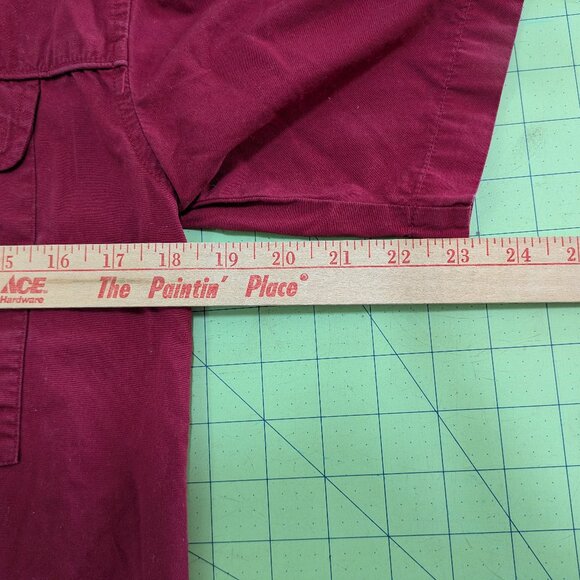 5 16 17 18 19 20 21 22 23 24 2
ACE The Paintin' Place®
Hardware